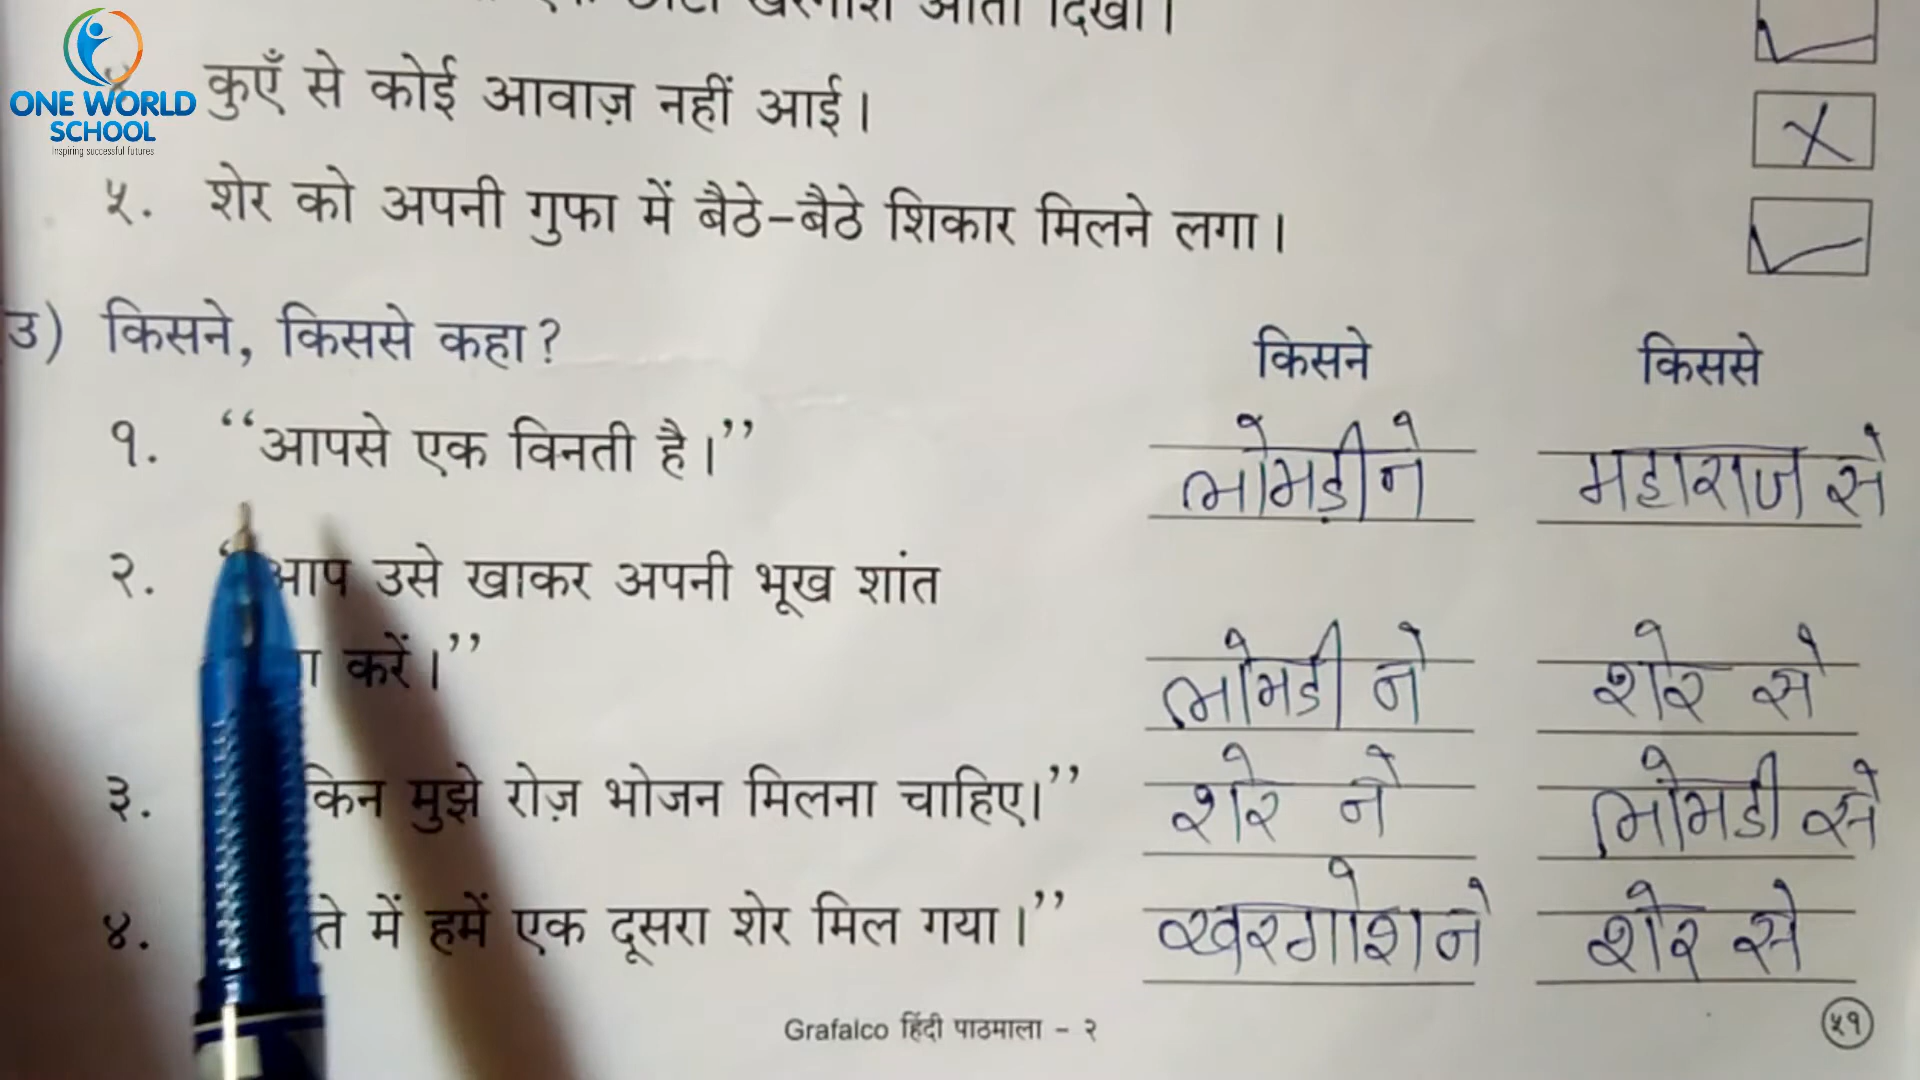 खरगोश आता दिखा।
ONE WORLD
SCHOOL
Inspiring successful futures
कुएँ से कोई आवाज़ नहीं आई।
५. शेर को अपनी गुफा में बैठे-बैठे शिकार मिलने लगा।
उ) किसने, किससे कहा?
किसने किससे
१. “आपसे एक विनती है।” लोमड़ी ने महाराज से
२. आप उसे खाकर अपनी भूख शांत
करें।” लोमडी ने शेर से
३. किन मुझे रोज़ भोजन मिलना चाहिए।” शेर ने लोमडी से
४. ते में हमें एक दूसरा शेर मिल गया।” खरगोश ने शेर से
Grafalco हिंदी पाठमाला - २
५१